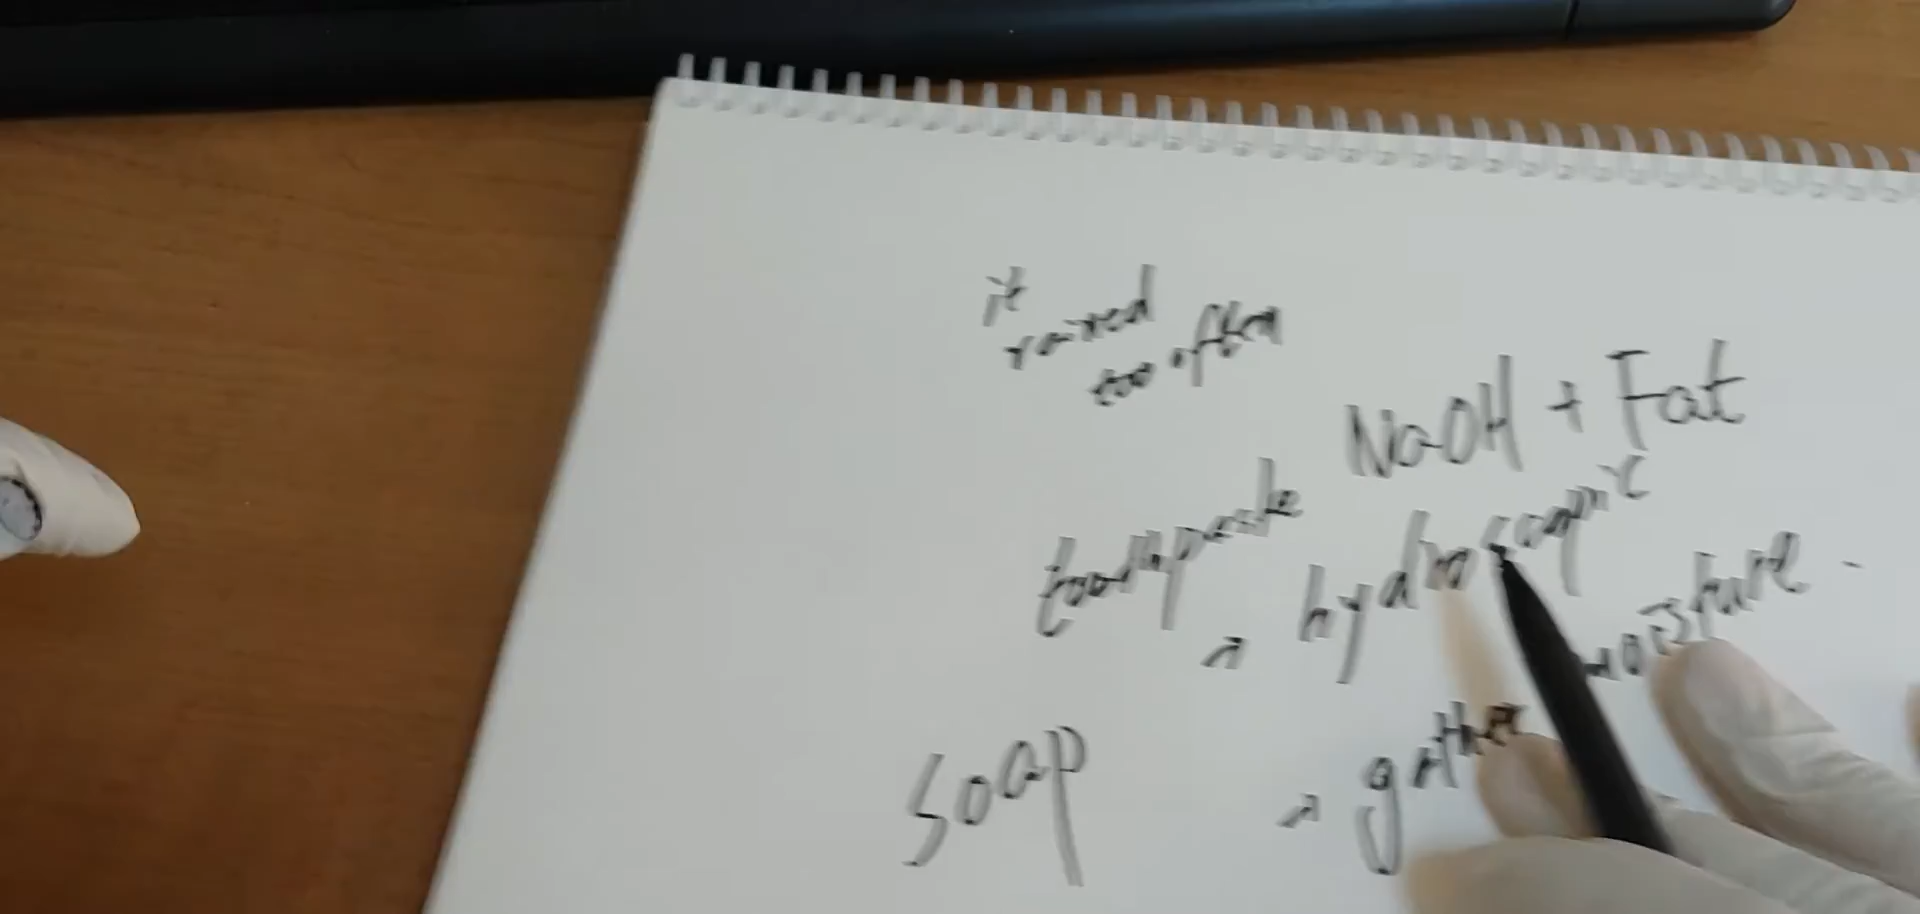 it
rained
too often
NaOH + Fat
toothpaste
hydroscopic
moisture
soap
gather